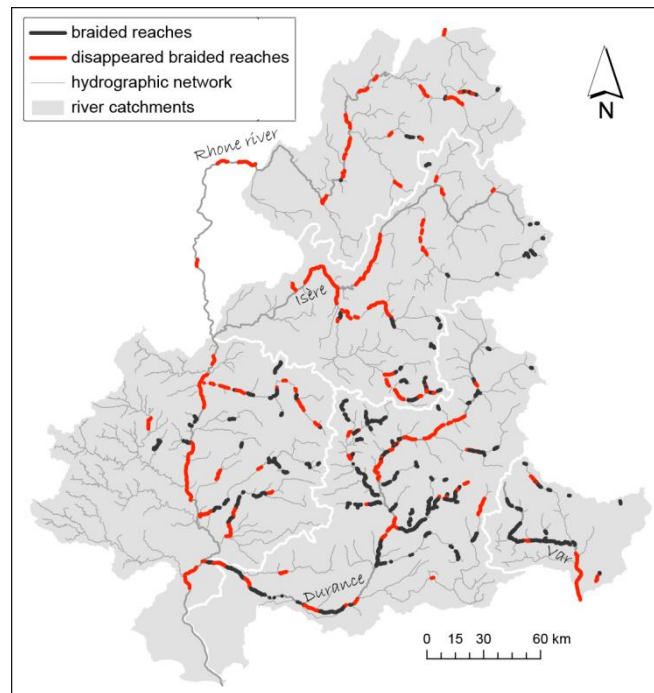 braided reaches
disappeared braided reaches
hydrographic network
river catchments
N
Rhone river
Isère
Var
Durance
0 15 30 60 km